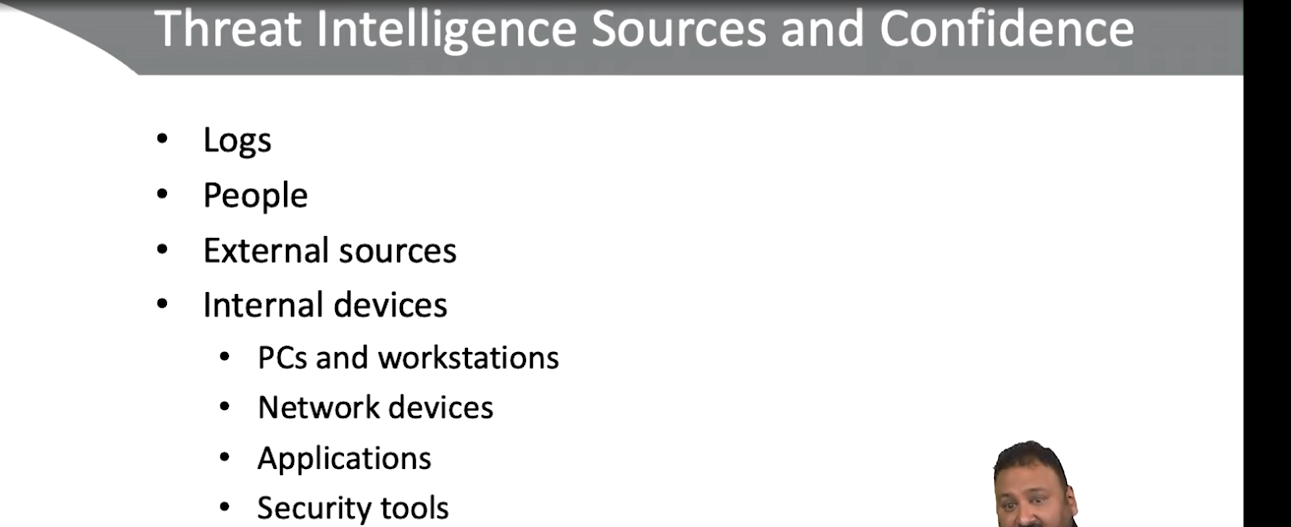 Threat Intelligence Sources and Confidence
• Logs
• People
• External sources
• Internal devices
• PCs and workstations
• Network devices
• Applications
• Security tools